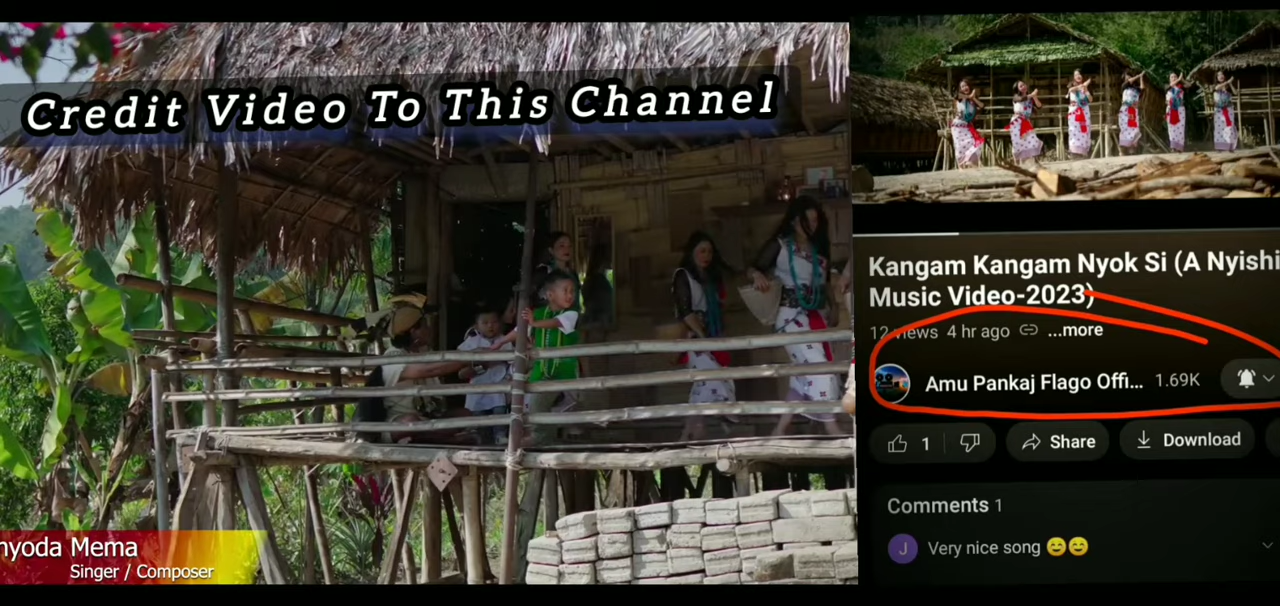 Credit Video To This Channel
nyoda Mema
Singer / Composer
Kangam Kangam Nyok Si (A Nyishi
Music Video-2023)
12 views 4 hr ago ...more
Amu Pankaj Flago Offi... 1.69K
1 Share Download
Comments 1
J Very nice song 😊😊